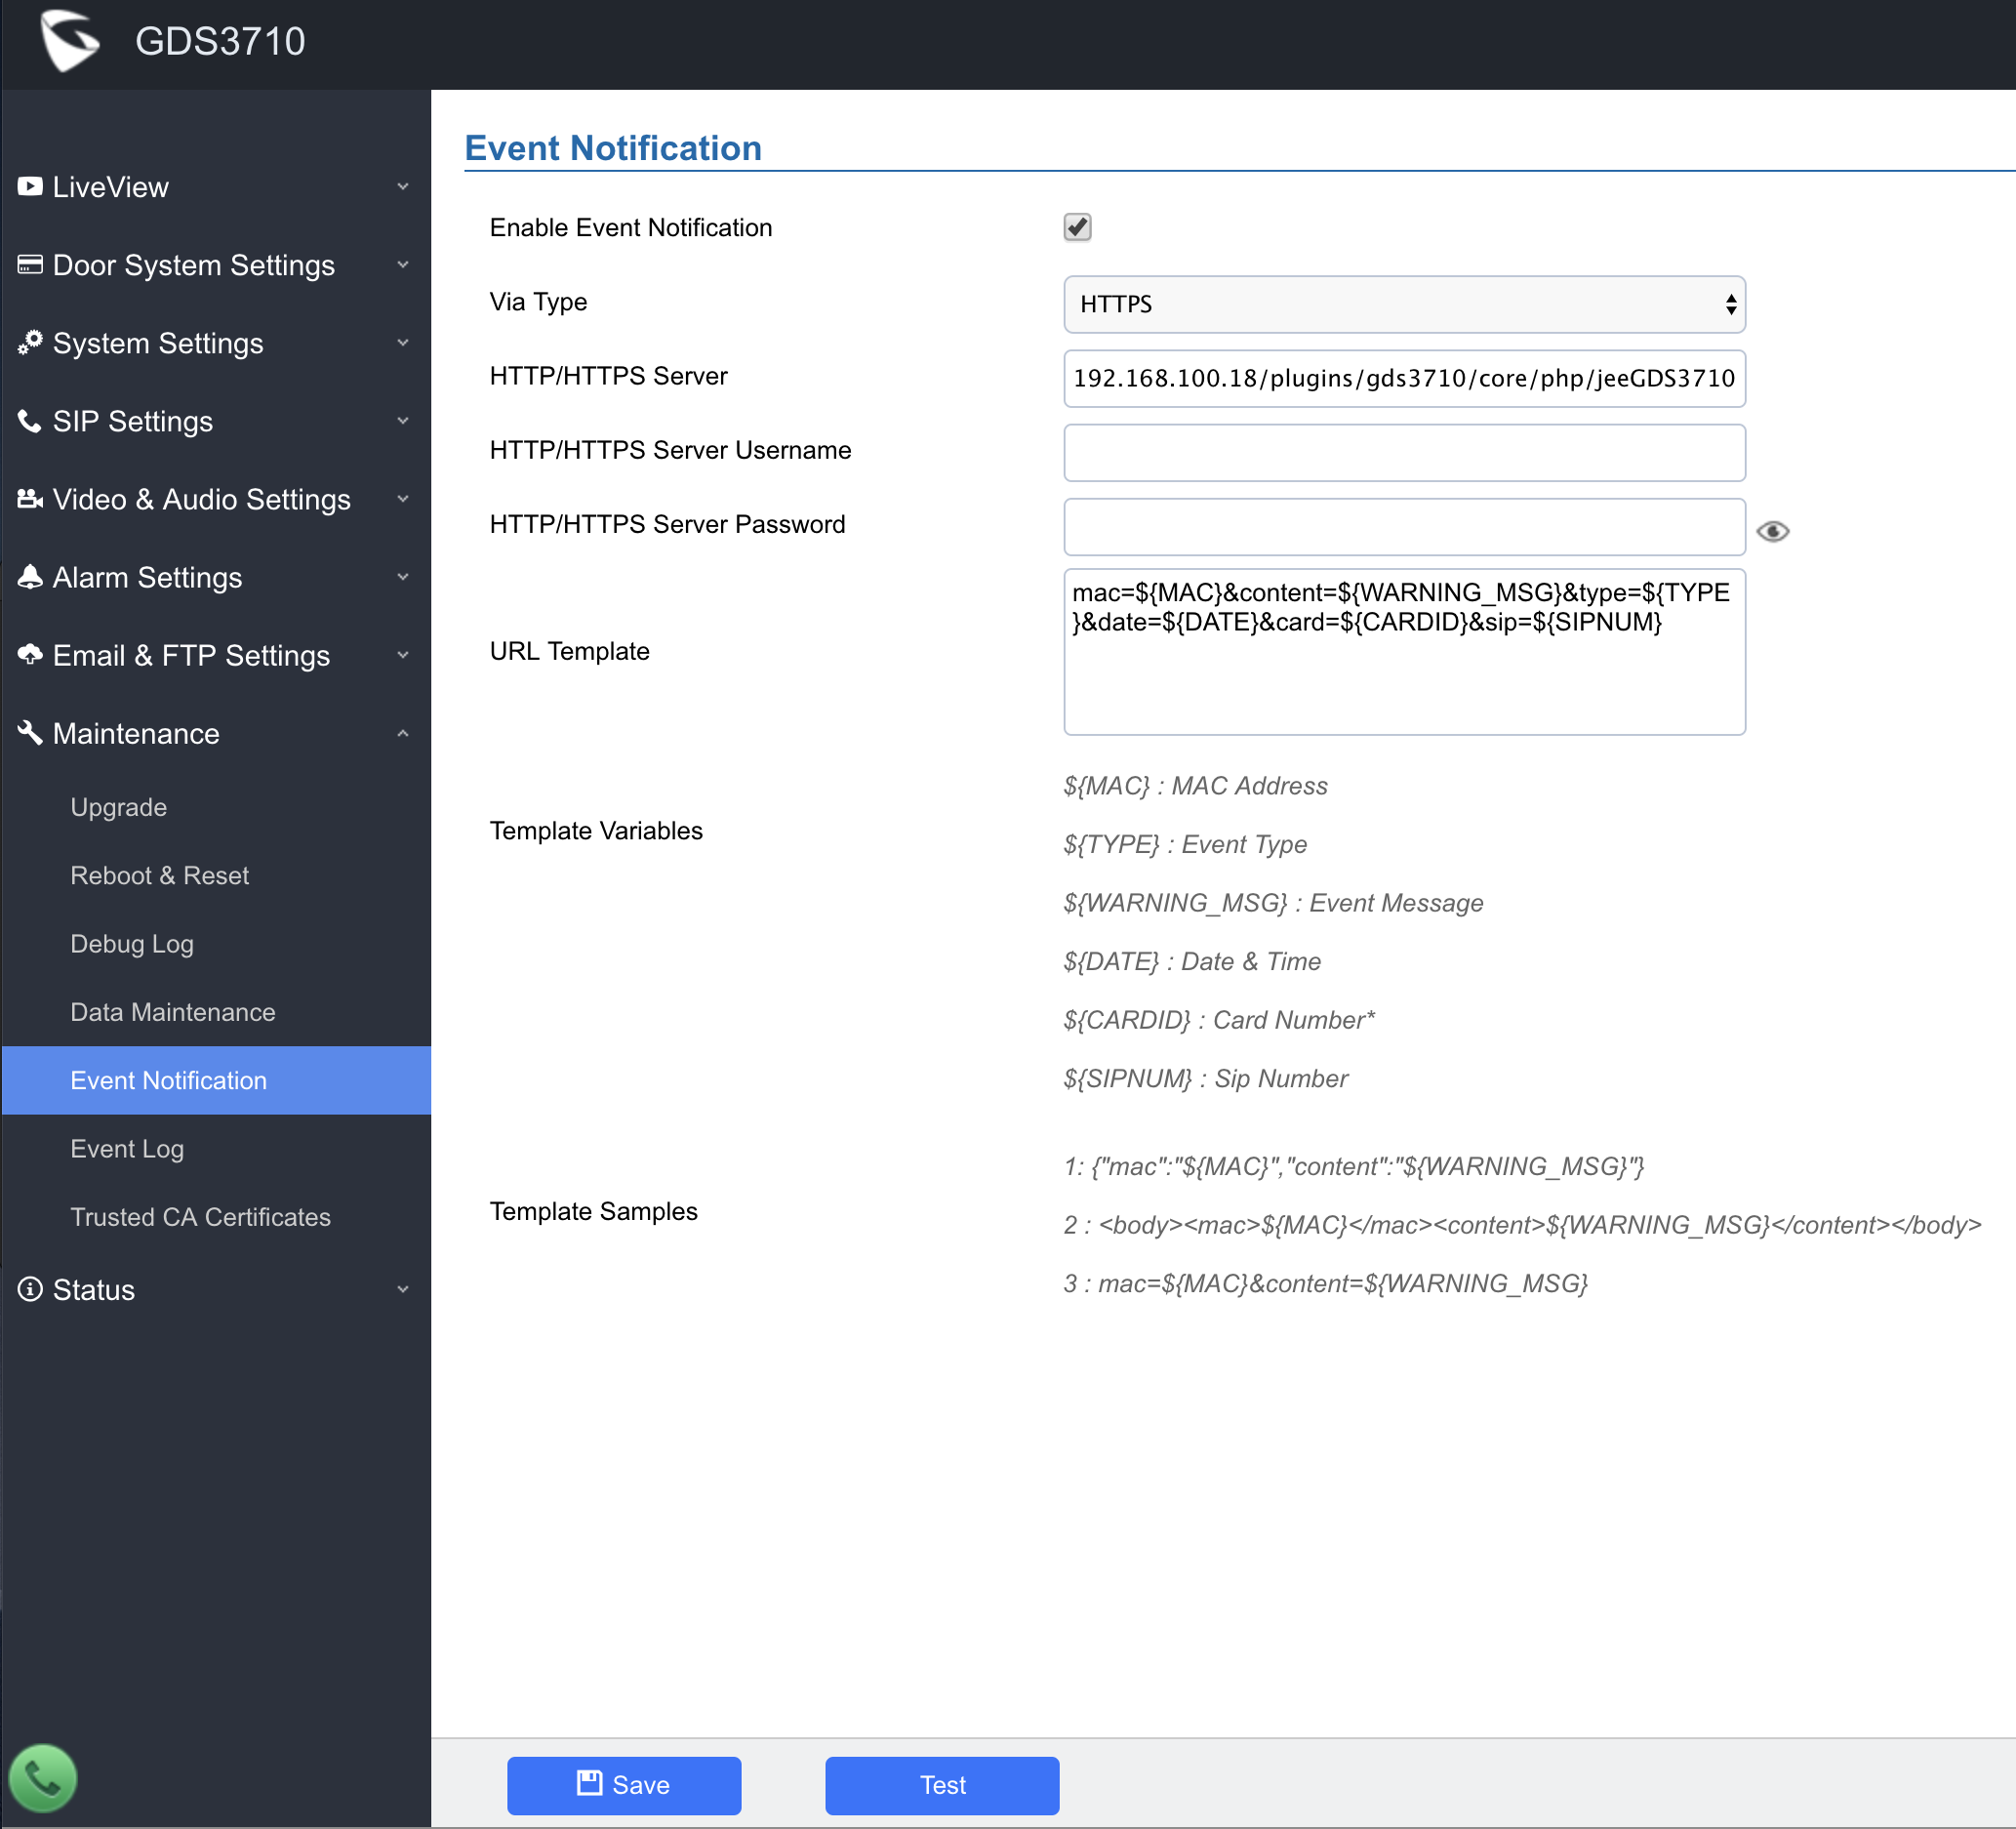 GDS3710
LiveView
Door System Settings
System Settings
SIP Settings
Video & Audio Settings
Alarm Settings
Email & FTP Settings
Maintenance
Upgrade
Reboot & Reset
Debug Log
Data Maintenance
Event Notification
Event Log
Trusted CA Certificates
Status
Event Notification
Enable Event Notification
Via Type
HTTPS
HTTP/HTTPS Server
192.168.100.18/plugins/gds3710/core/php/jeeGDS3710
HTTP/HTTPS Server Username
HTTP/HTTPS Server Password
URL Template
mac=${MAC}&content=${WARNING_MSG}&type=${TYPE
}&date=${DATE}&card=${CARDID}&sip=${SIPNUM}
Template Variables
${MAC} : MAC Address
${TYPE} : Event Type
${WARNING_MSG} : Event Message
${DATE} : Date & Time
${CARDID} : Card Number*
${SIPNUM} : Sip Number
Template Samples
1: {"mac":"${MAC}","content":"${WARNING_MSG}"}
2 : <body><mac>${MAC}</mac><content>${WARNING_MSG}</content></body>
3 : mac=${MAC}&content=${WARNING_MSG}
Save
Test